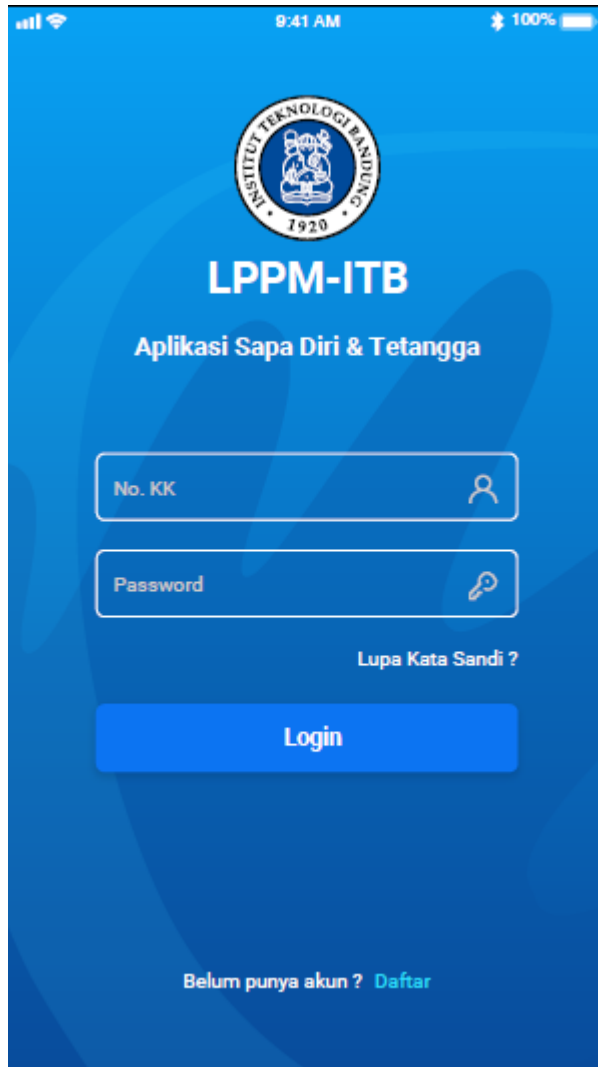 9:41 AM 100%
INSTITUT TEKNOLOGI BANDUNG
1920
LPPM-ITB
Aplikasi Sapa Diri & Tetangga
No. KK
Password
Lupa Kata Sandi ?
Login
Belum punya akun ? Daftar